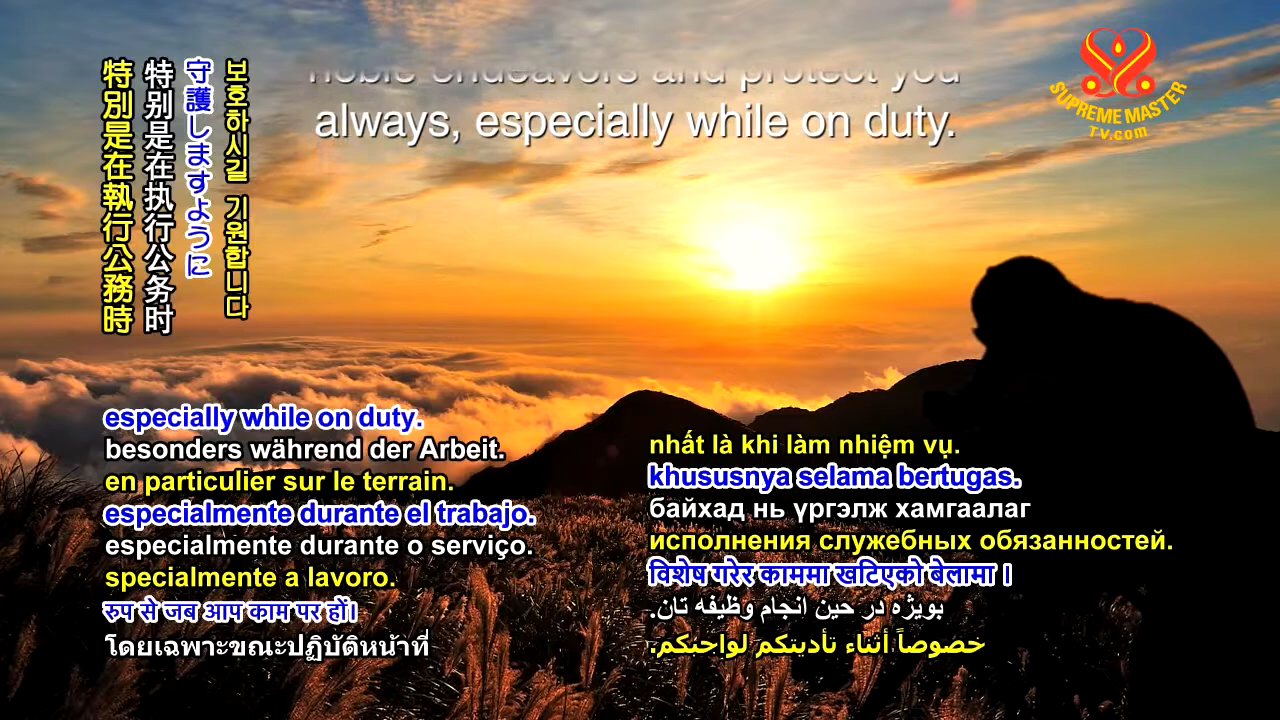 noble endeavors and protect you
always, especially while on duty.
SUPREME MASTER
TV.com
特別是在執行公務時
特别是在执行公务时
守護しますように
보호하시길 기원합니다
especially while on duty.
besonders während der Arbeit.
en particulier sur le terrain.
especialmente durante el trabajo.
especialmente durante o serviço.
specialmente a lavoro.
रुप से जब आप काम पर हों।
โดยเฉพาะขณะปฏิบัติหน้าที่
nhất là khi làm nhiệm vụ.
khususnya selama bertugas.
байхад нь үргэлж хамгаалаг
исполнения служебных обязанностей.
विशेष गरेर काममा खटिएको बेलामा ।
بویژه در حین انجام وظیفه تان.
خصوصاً أثناء تأديتكم لواجبكم.